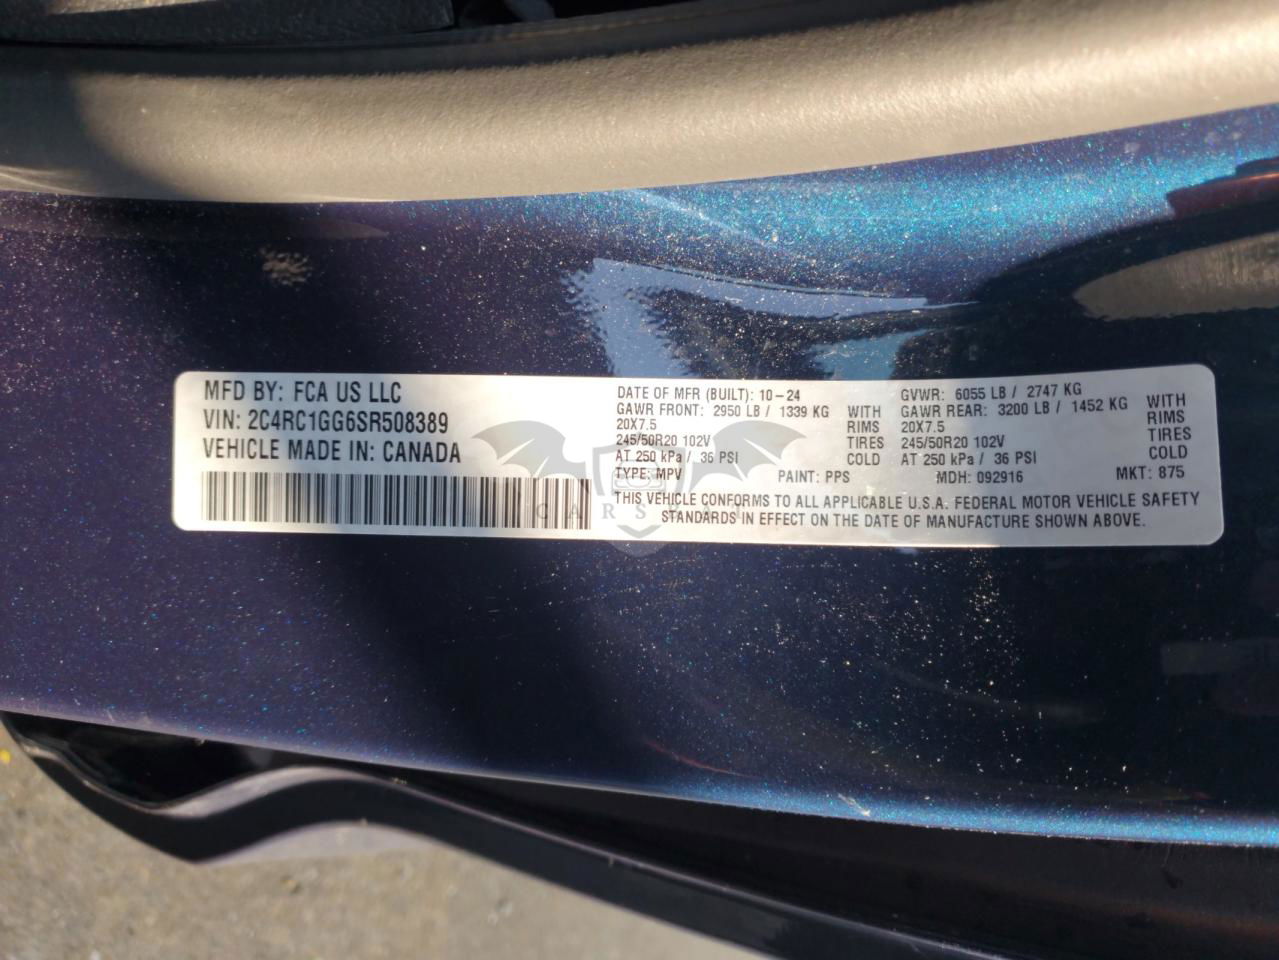 MFD BY: FCA US LLC
VIN: 2C4RC1GG6SR508389
VEHICLE MADE IN: CANADA
DATE OF MFR (BUILT): 10-24
GAWR FRONT: 2950 LB / 1339 KG WITH
20X7.5 RIMS
245/50R20 102V TIRES
AT 250 kPa / 36 PSI COLD
GVWR: 6055 LB / 2747 KG
GAWR REAR: 3200 LB / 1452 KG WITH
20X7.5 RIMS
245/50R20 102V TIRES
AT 250 kPa / 36 PSI COLD
TYPE: MPV PAINT: PPS MDH: 092916 MKT: 875
THIS VEHICLE CONFORMS TO ALL APPLICABLE U.S.A. FEDERAL MOTOR VEHICLE SAFETY
STANDARDS IN EFFECT ON THE DATE OF MANUFACTURE SHOWN ABOVE.